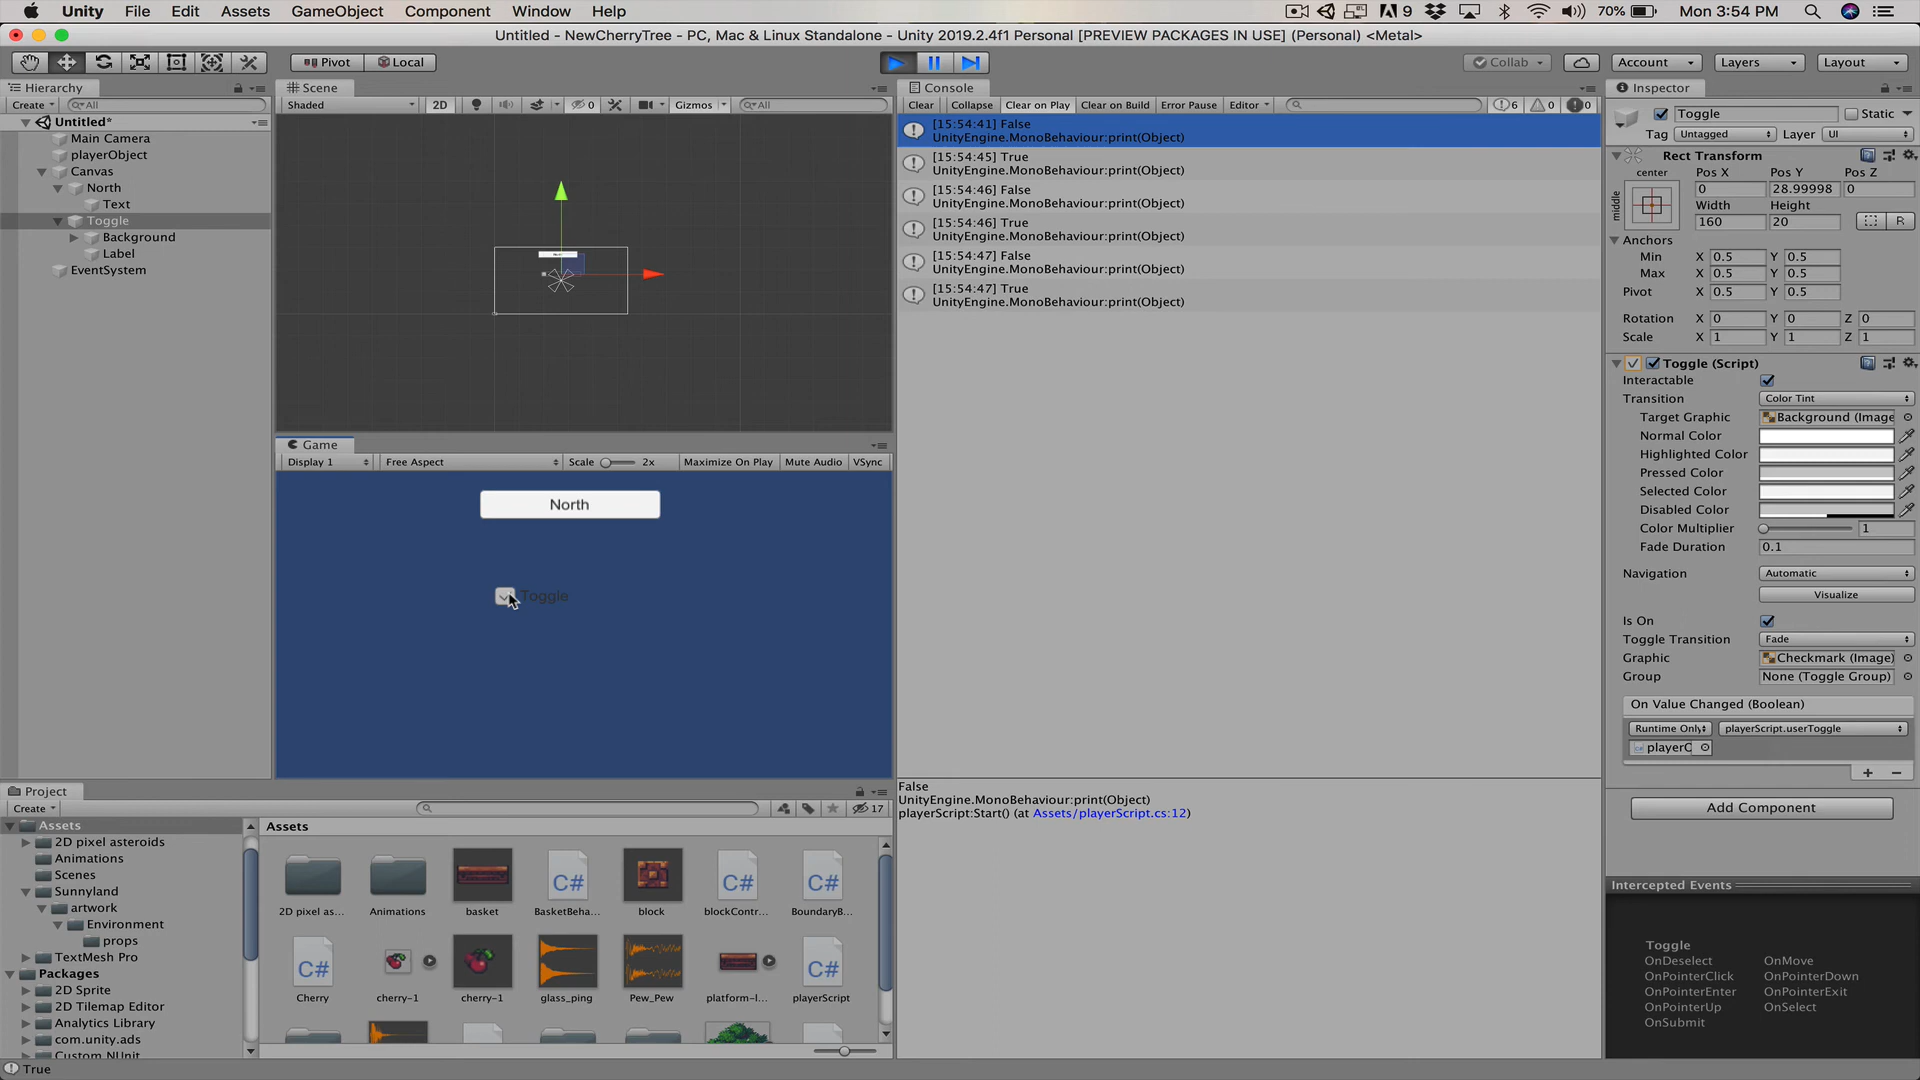 Unity File Edit Assets GameObject Component Window Help
9 70% Mon 3:54 PM
Untitled - NewCherryTree - PC, Mac & Linux Standalone - Unity 2019.2.4f1 Personal [PREVIEW PACKAGES IN USE] (Personal) <Metal>
Pivot Local
Collab Account Layers Layout
Hierarchy
Create All
Untitled*
Main Camera
playerObject
Canvas
North
Text
Toggle
Background
Label
EventSystem
Scene
Shaded 2D 0 Gizmos All
Game
Display 1 Free Aspect Scale 2x Maximize On Play Mute Audio VSync
North
Toggle
Console
Clear Collapse Clear on Play Clear on Build Error Pause Editor 6 0 0
[15:54:41] False
UnityEngine.MonoBehaviour:print(Object)
[15:54:45] True
UnityEngine.MonoBehaviour:print(Object)
[15:54:46] False
UnityEngine.MonoBehaviour:print(Object)
[15:54:46] True
UnityEngine.MonoBehaviour:print(Object)
[15:54:47] False
UnityEngine.MonoBehaviour:print(Object)
[15:54:47] True
UnityEngine.MonoBehaviour:print(Object)
False
UnityEngine.MonoBehaviour:print(Object)
playerScript:Start() (at Assets/playerScript.cs:12)
Inspector
Toggle Static
Tag Untagged Layer UI
Rect Transform
center Pos X Pos Y Pos Z
middle 0 28.99998 0
Width Height
160 20 R
Anchors
Min X 0.5 Y 0.5
Max X 0.5 Y 0.5
Pivot X 0.5 Y 0.5
Rotation X 0 Y 0 Z 0
Scale X 1 Y 1 Z 1
Toggle (Script)
Interactable
Transition Color Tint
Target Graphic Background (Image
Normal Color
Highlighted Color
Pressed Color
Selected Color
Disabled Color
Color Multiplier 1
Fade Duration 0.1
Navigation Automatic
Visualize
Is On
Toggle Transition Fade
Graphic Checkmark (Image)
Group None (Toggle Group)
On Value Changed (Boolean)
Runtime Only playerScript.userToggle
playerC
+ −
Add Component
Intercepted Events
Toggle
OnDeselect OnMove
OnPointerClick OnPointerDown
OnPointerEnter OnPointerExit
OnPointerUp OnSelect
OnSubmit
Project
Create 17
Assets
2D pixel asteroids
Animations
Scenes
Sunnyland
artwork
Environment
props
TextMesh Pro
Packages
2D Sprite
2D Tilemap Editor
Analytics Library
com.unity.ads
Custom NUnit
Assets
C# C# C#
2D pixel as... Animations basket BasketBeha... block blockContr... BoundaryB...
C# C#
Cherry cherry-1 cherry-1 glass_ping Pew_Pew platform-l... playerScript
True